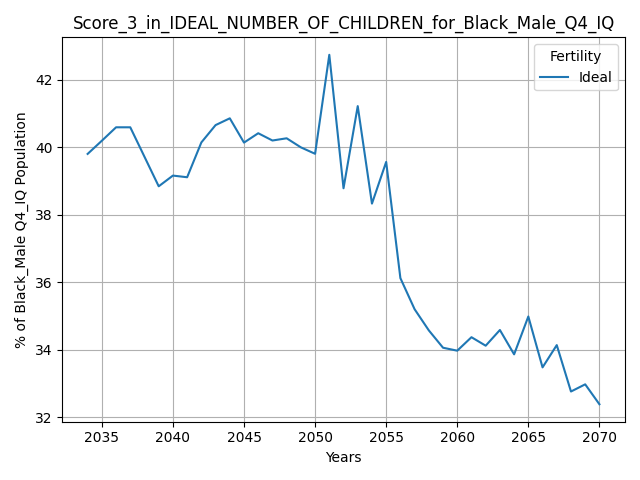 Score_3_in_IDEAL_NUMBER_OF_CHILDREN_for_Black_Male_Q4_IQ
Fertility
Ideal
% of Black_Male Q4_IQ Population
42
40
38
36
34
32
2035 2040 2045 2050 2055 2060 2065 2070
Years